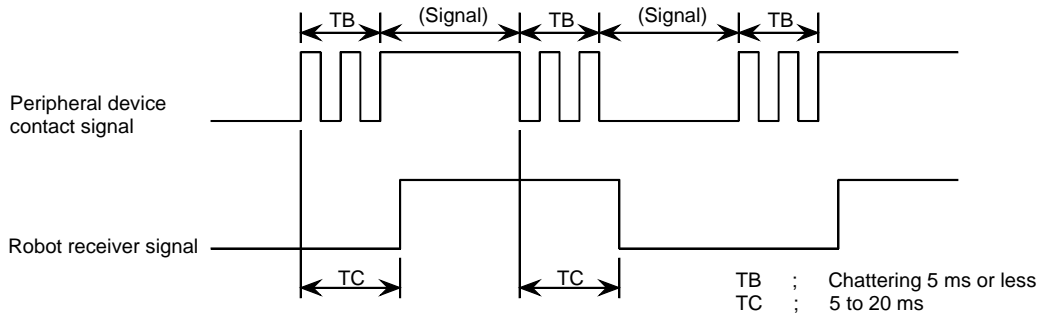 TB (Signal) TB (Signal) TB
Peripheral device
contact signal
Robot receiver signal
TC TC
TB ; Chattering 5 ms or less
TC ; 5 to 20 ms